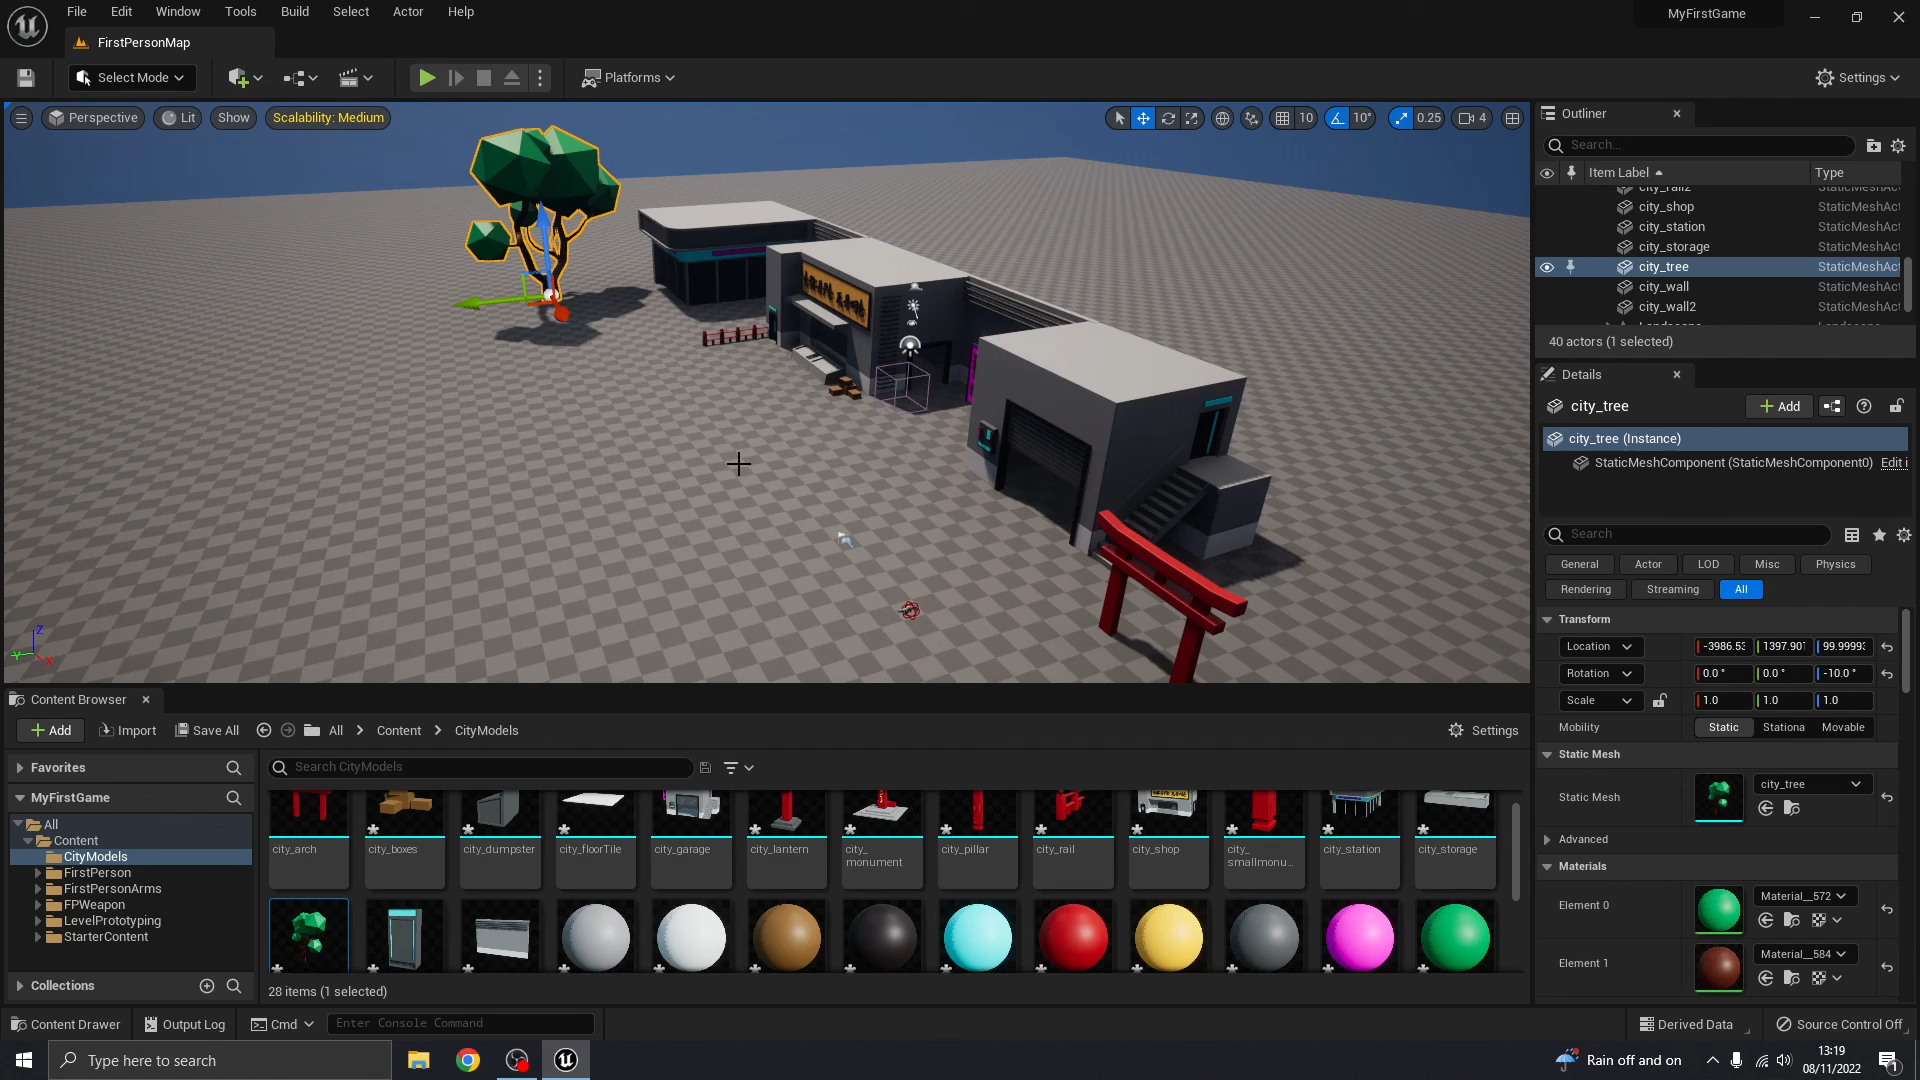 File Edit Window Tools Build Select Actor Help
MyFirstGame
FirstPersonMap
Select Mode
Platforms
Settings
Perspective Lit Show Scalability: Medium
10 10° 0.25 4
Outliner
Search...
Item Label Type
city_rail2 StaticMeshAct
city_shop StaticMeshAct
city_station StaticMeshAct
city_storage StaticMeshAct
city_tree StaticMeshAct
city_wall StaticMeshAct
city_wall2 StaticMeshAct
40 actors (1 selected)
Details
city_tree
Add
city_tree (Instance)
StaticMeshComponent (StaticMeshComponent0) Edit i
Search
General Actor LOD Misc Physics
Rendering Streaming All
Transform
Location -3986.53 1397.901 99.99993
Rotation 0.0 ° 0.0 ° -10.0 °
Scale 1.0 1.0 1.0
Mobility Static Stationa Movable
Static Mesh
Static Mesh city_tree
Advanced
Materials
Element 0 Material__572
Element 1 Material__584
Z
Y
X
Content Browser
Add Import Save All All Content CityModels Settings
Favorites
Search CityModels
MyFirstGame
All
Content
CityModels
FirstPerson
FirstPersonArms
FPWeapon
LevelPrototyping
StarterContent
Collections
city_arch city_boxes city_dumpster city_floorTile city_garage city_lantern city_monument city_pillar city_rail city_shop city_smallmonu... city_station city_storage
28 items (1 selected)
Content Drawer Output Log Cmd Enter Console Command Derived Data Source Control Off
Type here to search
Rain off and on
13:19
08/11/2022
1